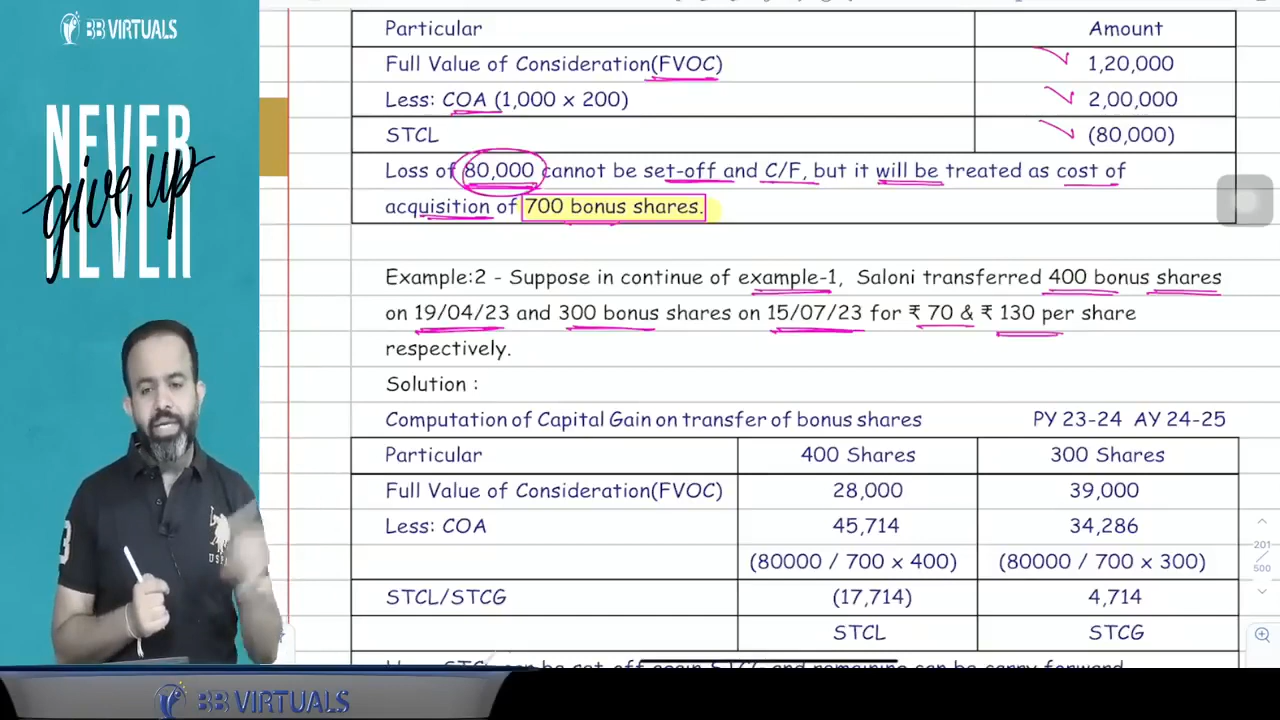 BB VIRTUALS
NEVER
give up
NEVER
Particular Amount
Full Value of Consideration(FVOC) 1,20,000
Less: COA (1,000 x 200) 2,00,000
STCL (80,000)
Loss of 80,000 cannot be set-off and C/F, but it will be treated as cost of
acquisition of 700 bonus shares.
Example:2 - Suppose in continue of example-1, Saloni transferred 400 bonus shares
on 19/04/23 and 300 bonus shares on 15/07/23 for ₹ 70 & ₹ 130 per share
respectively.
Solution :
Computation of Capital Gain on transfer of bonus shares PY 23-24 AY 24-25
Particular 400 Shares 300 Shares
Full Value of Consideration(FVOC) 28,000 39,000
Less: COA 45,714 34,286
(80000 / 700 x 400) (80000 / 700 x 300)
STCL/STCG (17,714) 4,714
STCL STCG
201
500
3
BB VIRTUALS